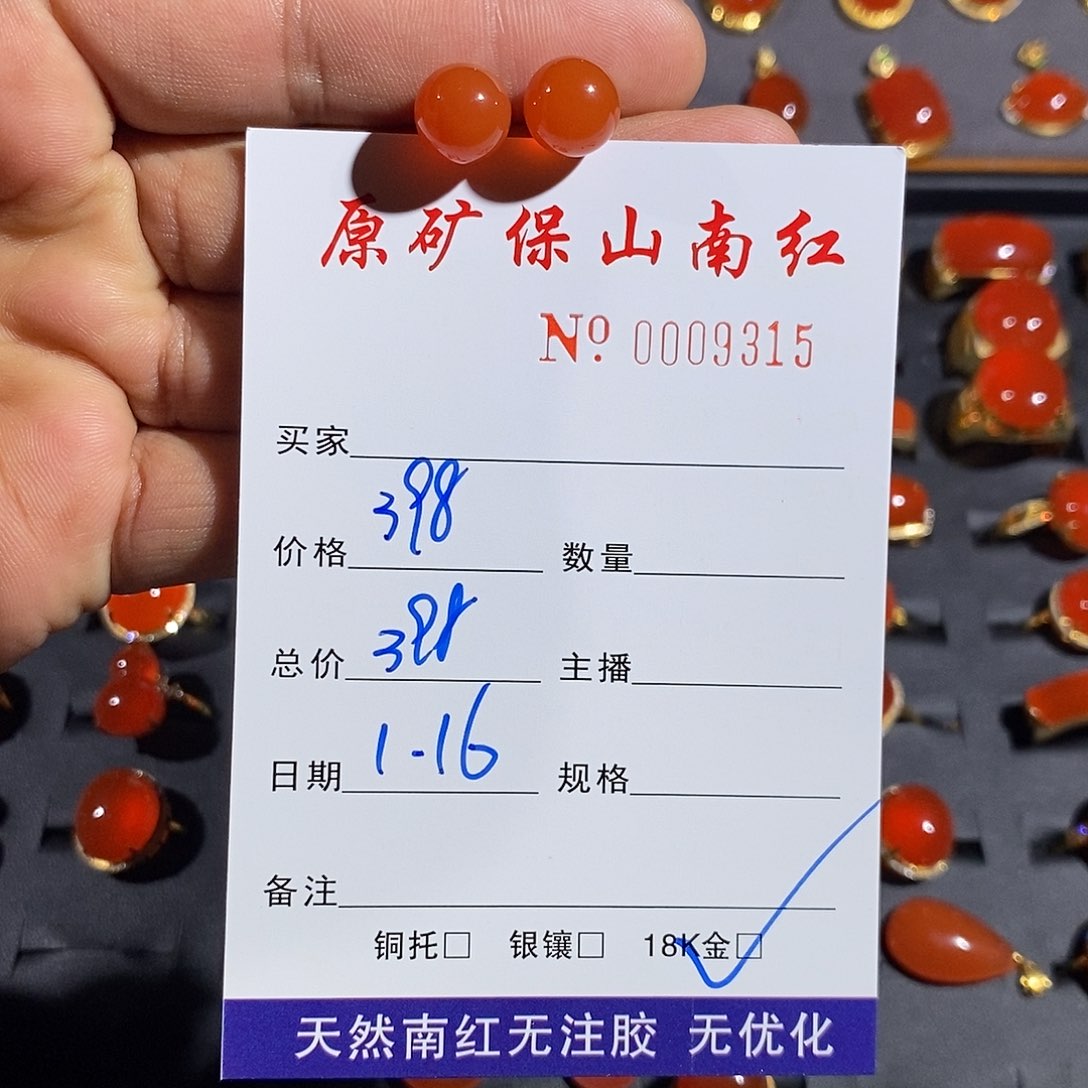 原矿保山南红
No 0009315
买家
价格 398 数量
总价 398 主播
日期 1-16 规格
备注
铜托□ 银镶□ 18K金□
天然南红无注胶 无优化